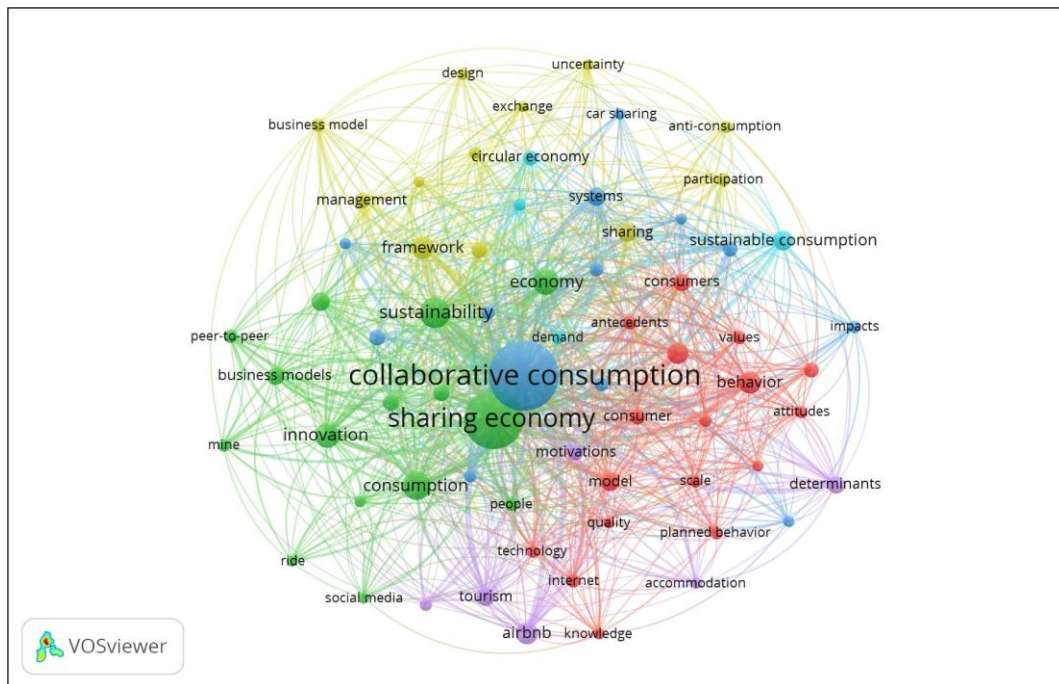 uncertainty
design
exchange
car sharing
business model
anti-consumption
circular economy
participation
systems
management
sharing
sustainable consumption
framework
economy
consumers
sustainability
antecedents
impacts
peer-to-peer
demand
values
collaborative consumption
business models
behavior
sharing economy
consumer
attitudes
innovation
mine
motivations
consumption
model
scale
determinants
people
quality
planned behavior
technology
ride
internet
accommodation
social media
tourism
airbnb
knowledge
VOSviewer